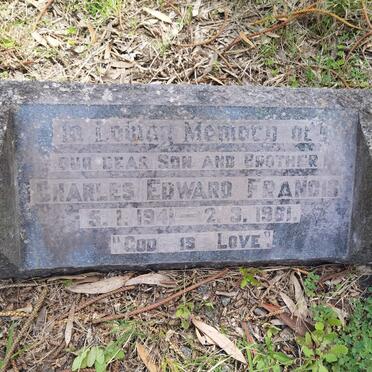 In Loving Memory of
OUR DEAR SON AND BROTHER
CHARLES EDWARD FRANCIS
5.1.1941-2.3.1961.
"GOD IS LOVE"